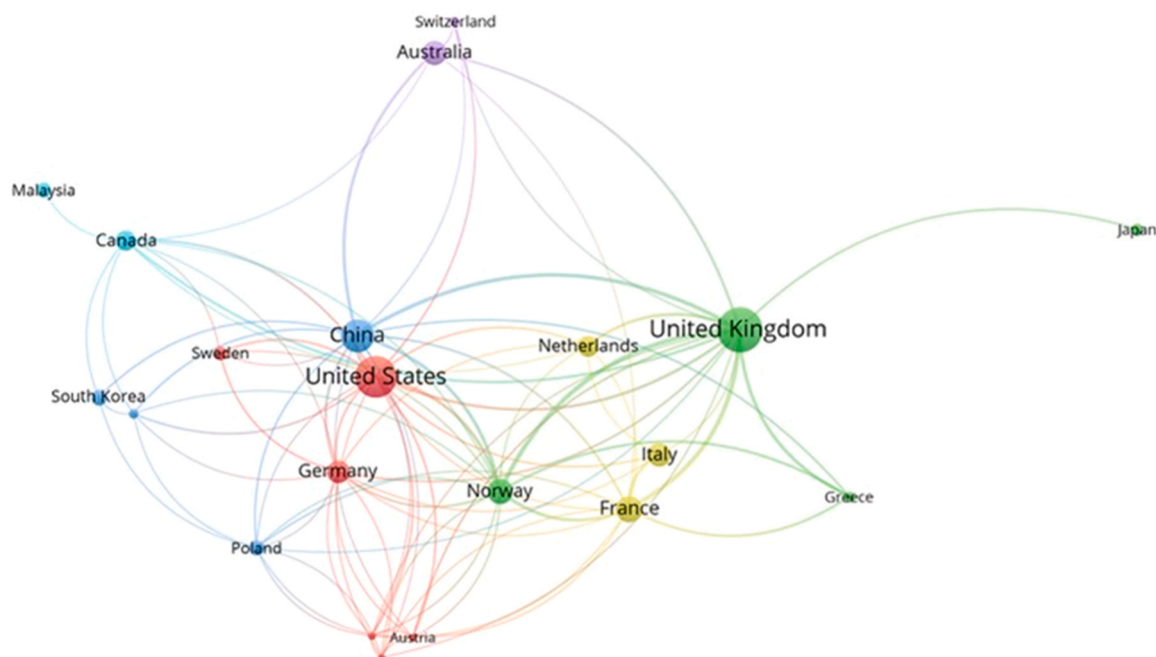 Switzerland
Australia
Malaysia
Japan
Canada
United Kingdom
China
Netherlands
Sweden
United States
South Korea
Italy
Germany
Norway
Greece
France
Poland
Austria